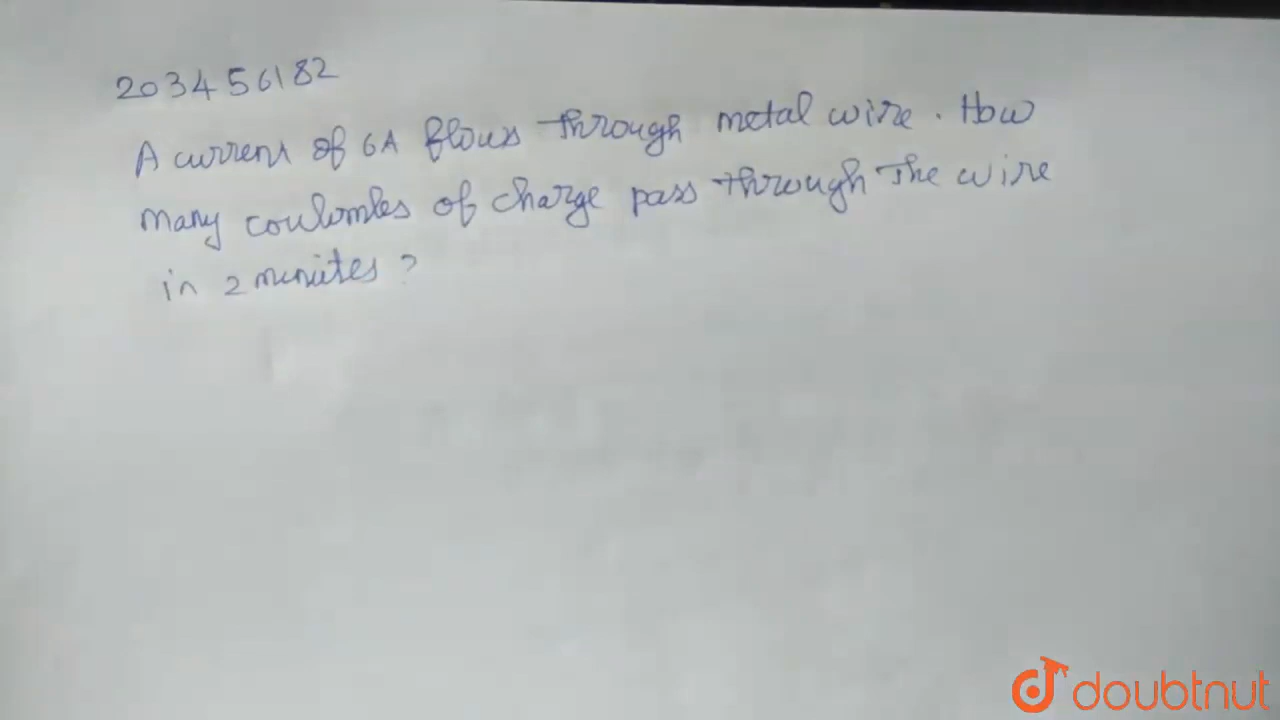 203456182
A current of 6A flows through metal wire. How
many coulombs of charge pass through the wire
in 2 minutes?
doubtnut